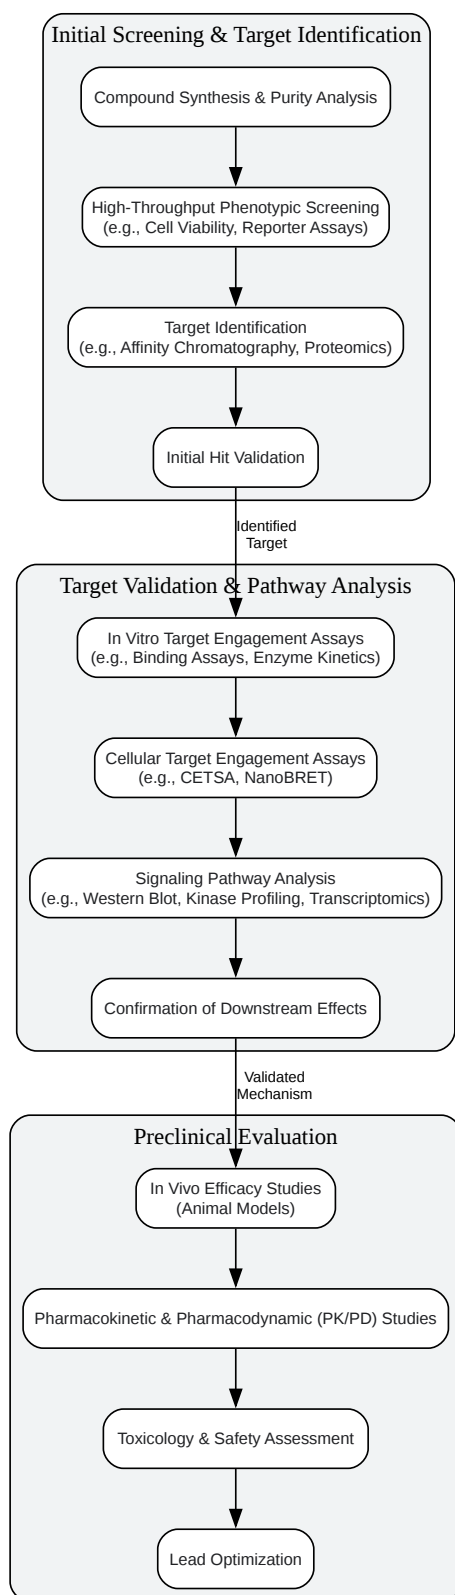 Initial Screening & Target Identification
Compound Synthesis & Purity Analysis
High-Throughput Phenotypic Screening
(e.g., Cell Viability, Reporter Assays)
Target Identification
(e.g., Affinity Chromatography, Proteomics)
Initial Hit Validation
Identified
Target
Target Validation & Pathway Analysis
In Vitro Target Engagement Assays
(e.g., Binding Assays, Enzyme Kinetics)
Cellular Target Engagement Assays
(e.g., CETSA, NanoBRET)
Signaling Pathway Analysis
(e.g., Western Blot, Kinase Profiling, Transcriptomics)
Confirmation of Downstream Effects
Validated
Mechanism
Preclinical Evaluation
In Vivo Efficacy Studies
(Animal Models)
Pharmacokinetic & Pharmacodynamic (PK/PD) Studies
Toxicology & Safety Assessment
Lead Optimization